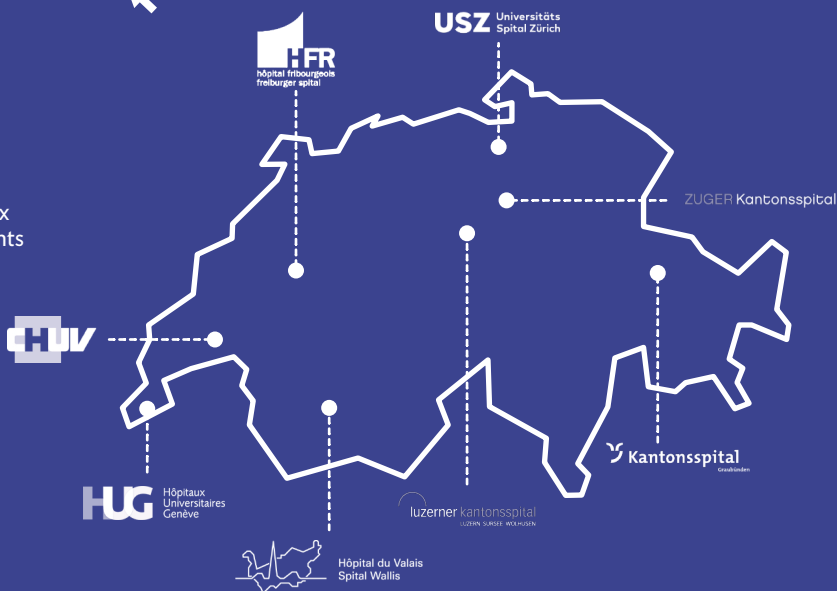 USZ Universitäts
Spital Zürich
HFR
hôpital fribourgeois
freiburger spital
ZUGER Kantonsspital
x
nts
CHUV
Kantonsspital
Graubünden
HUG Hôpitaux
Universitaires
Genève
luzerner kantonsspital
LUZERN SURSEE WOLHUSEN
Hôpital du Valais
Spital Wallis